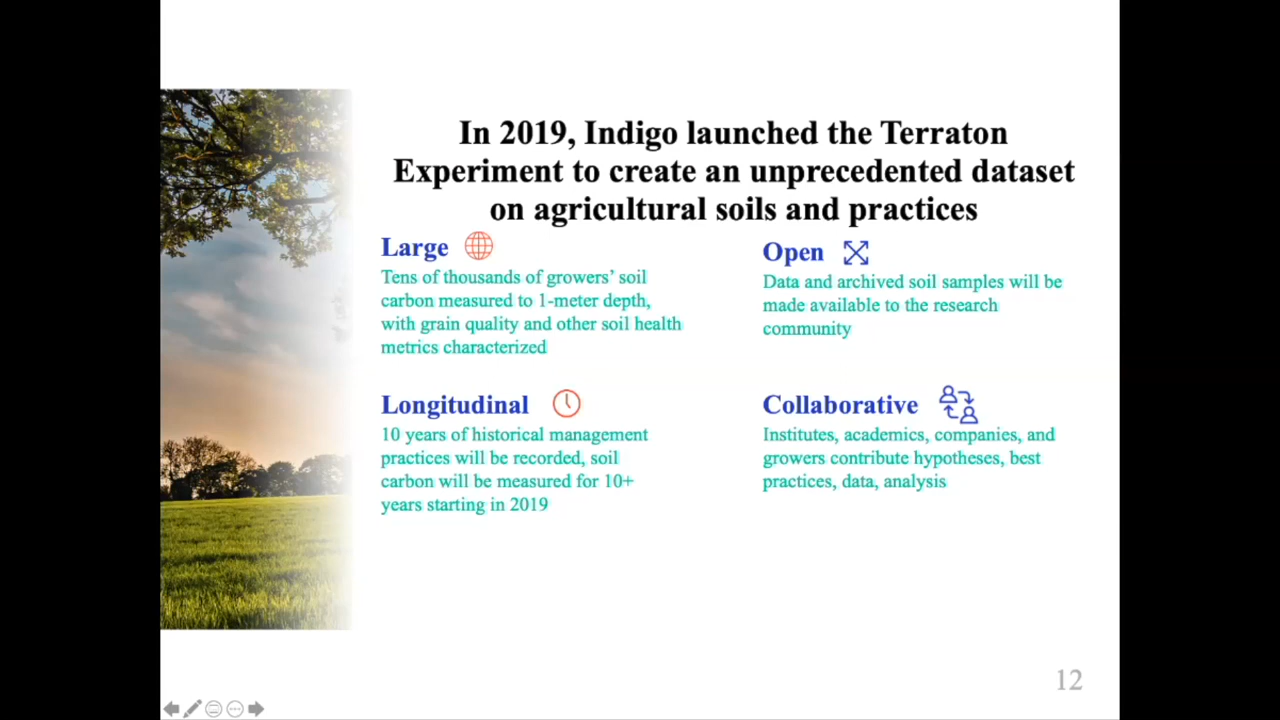 In 2019, Indigo launched the Terraton
Experiment to create an unprecedented dataset
on agricultural soils and practices
Large
Tens of thousands of growers’ soil
carbon measured to 1-meter depth,
with grain quality and other soil health
metrics characterized
Open
Data and archived soil samples will be
made available to the research
community
Longitudinal
10 years of historical management
practices will be recorded, soil
carbon will be measured for 10+
years starting in 2019
Collaborative
Institutes, academics, companies, and
growers contribute hypotheses, best
practices, data, analysis
12